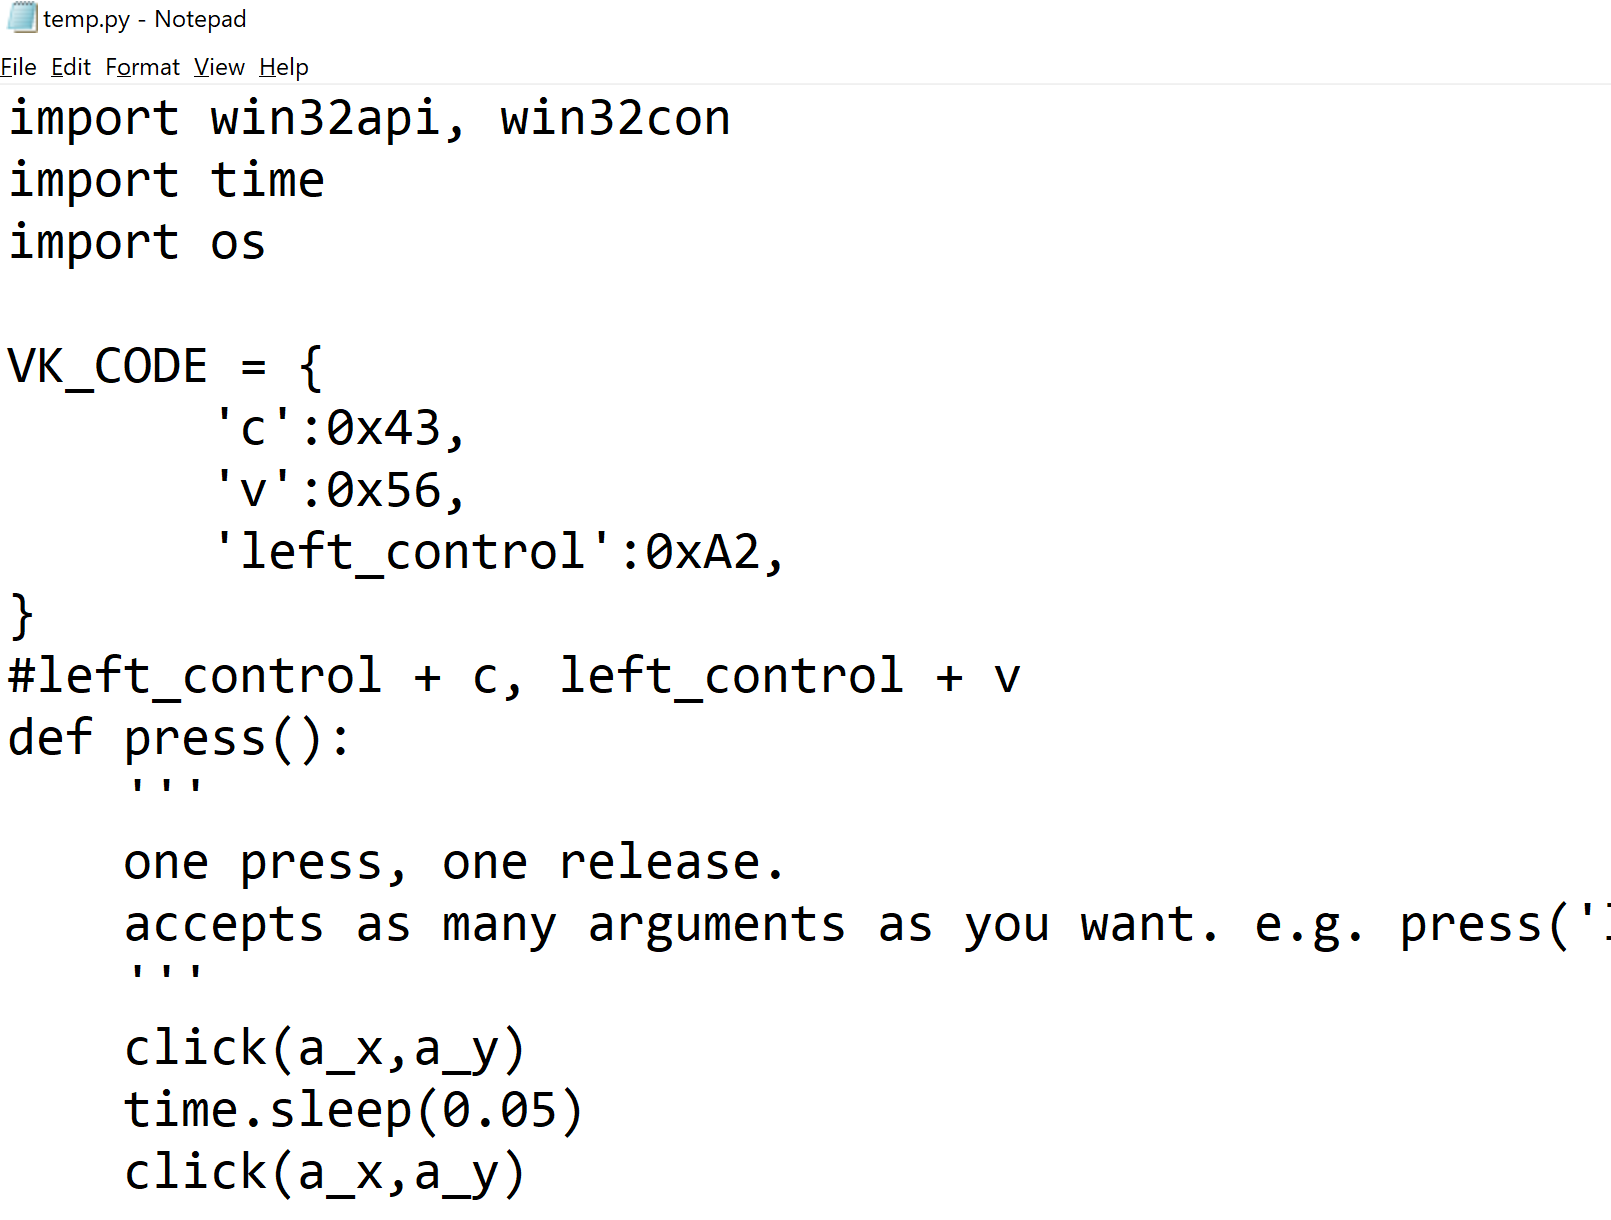 temp.py - Notepad
File Edit Format View Help
import win32api, win32con
import time
import os

VK_CODE = {
       'c':0x43,
       'v':0x56,
       'left_control':0xA2,
}
#left_control + c, left_control + v
def press():
    '''
    one press, one release.
    accepts as many arguments as you want. e.g. press('
    '''
    click(a_x,a_y)
    time.sleep(0.05)
    click(a_x,a_y)